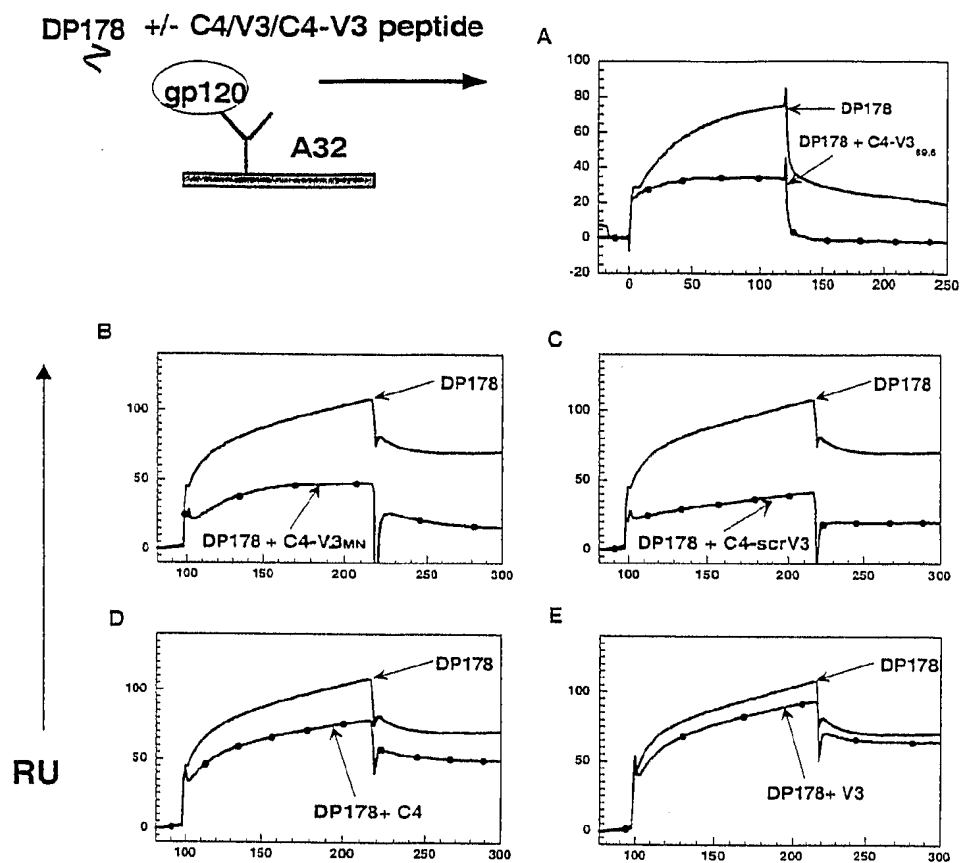 DP178 +/- C4/V3/C4-V3 peptide
gp120
A32
A
100
80
60
40
20
0
-20
DP178
DP178 + C4-V3 89.6
0 50 100 150 200 250
B
100
50
0
DP178
DP178 + C4-V3MN
100 150 200 250 300
C
100
50
0
DP178
DP178 + C4-scrV3
100 150 200 250 300
D
100
50
0
DP178
DP178+ C4
100 150 200 250 300
E
100
50
0
DP178
DP178+ V3
100 150 200 250 300
RU